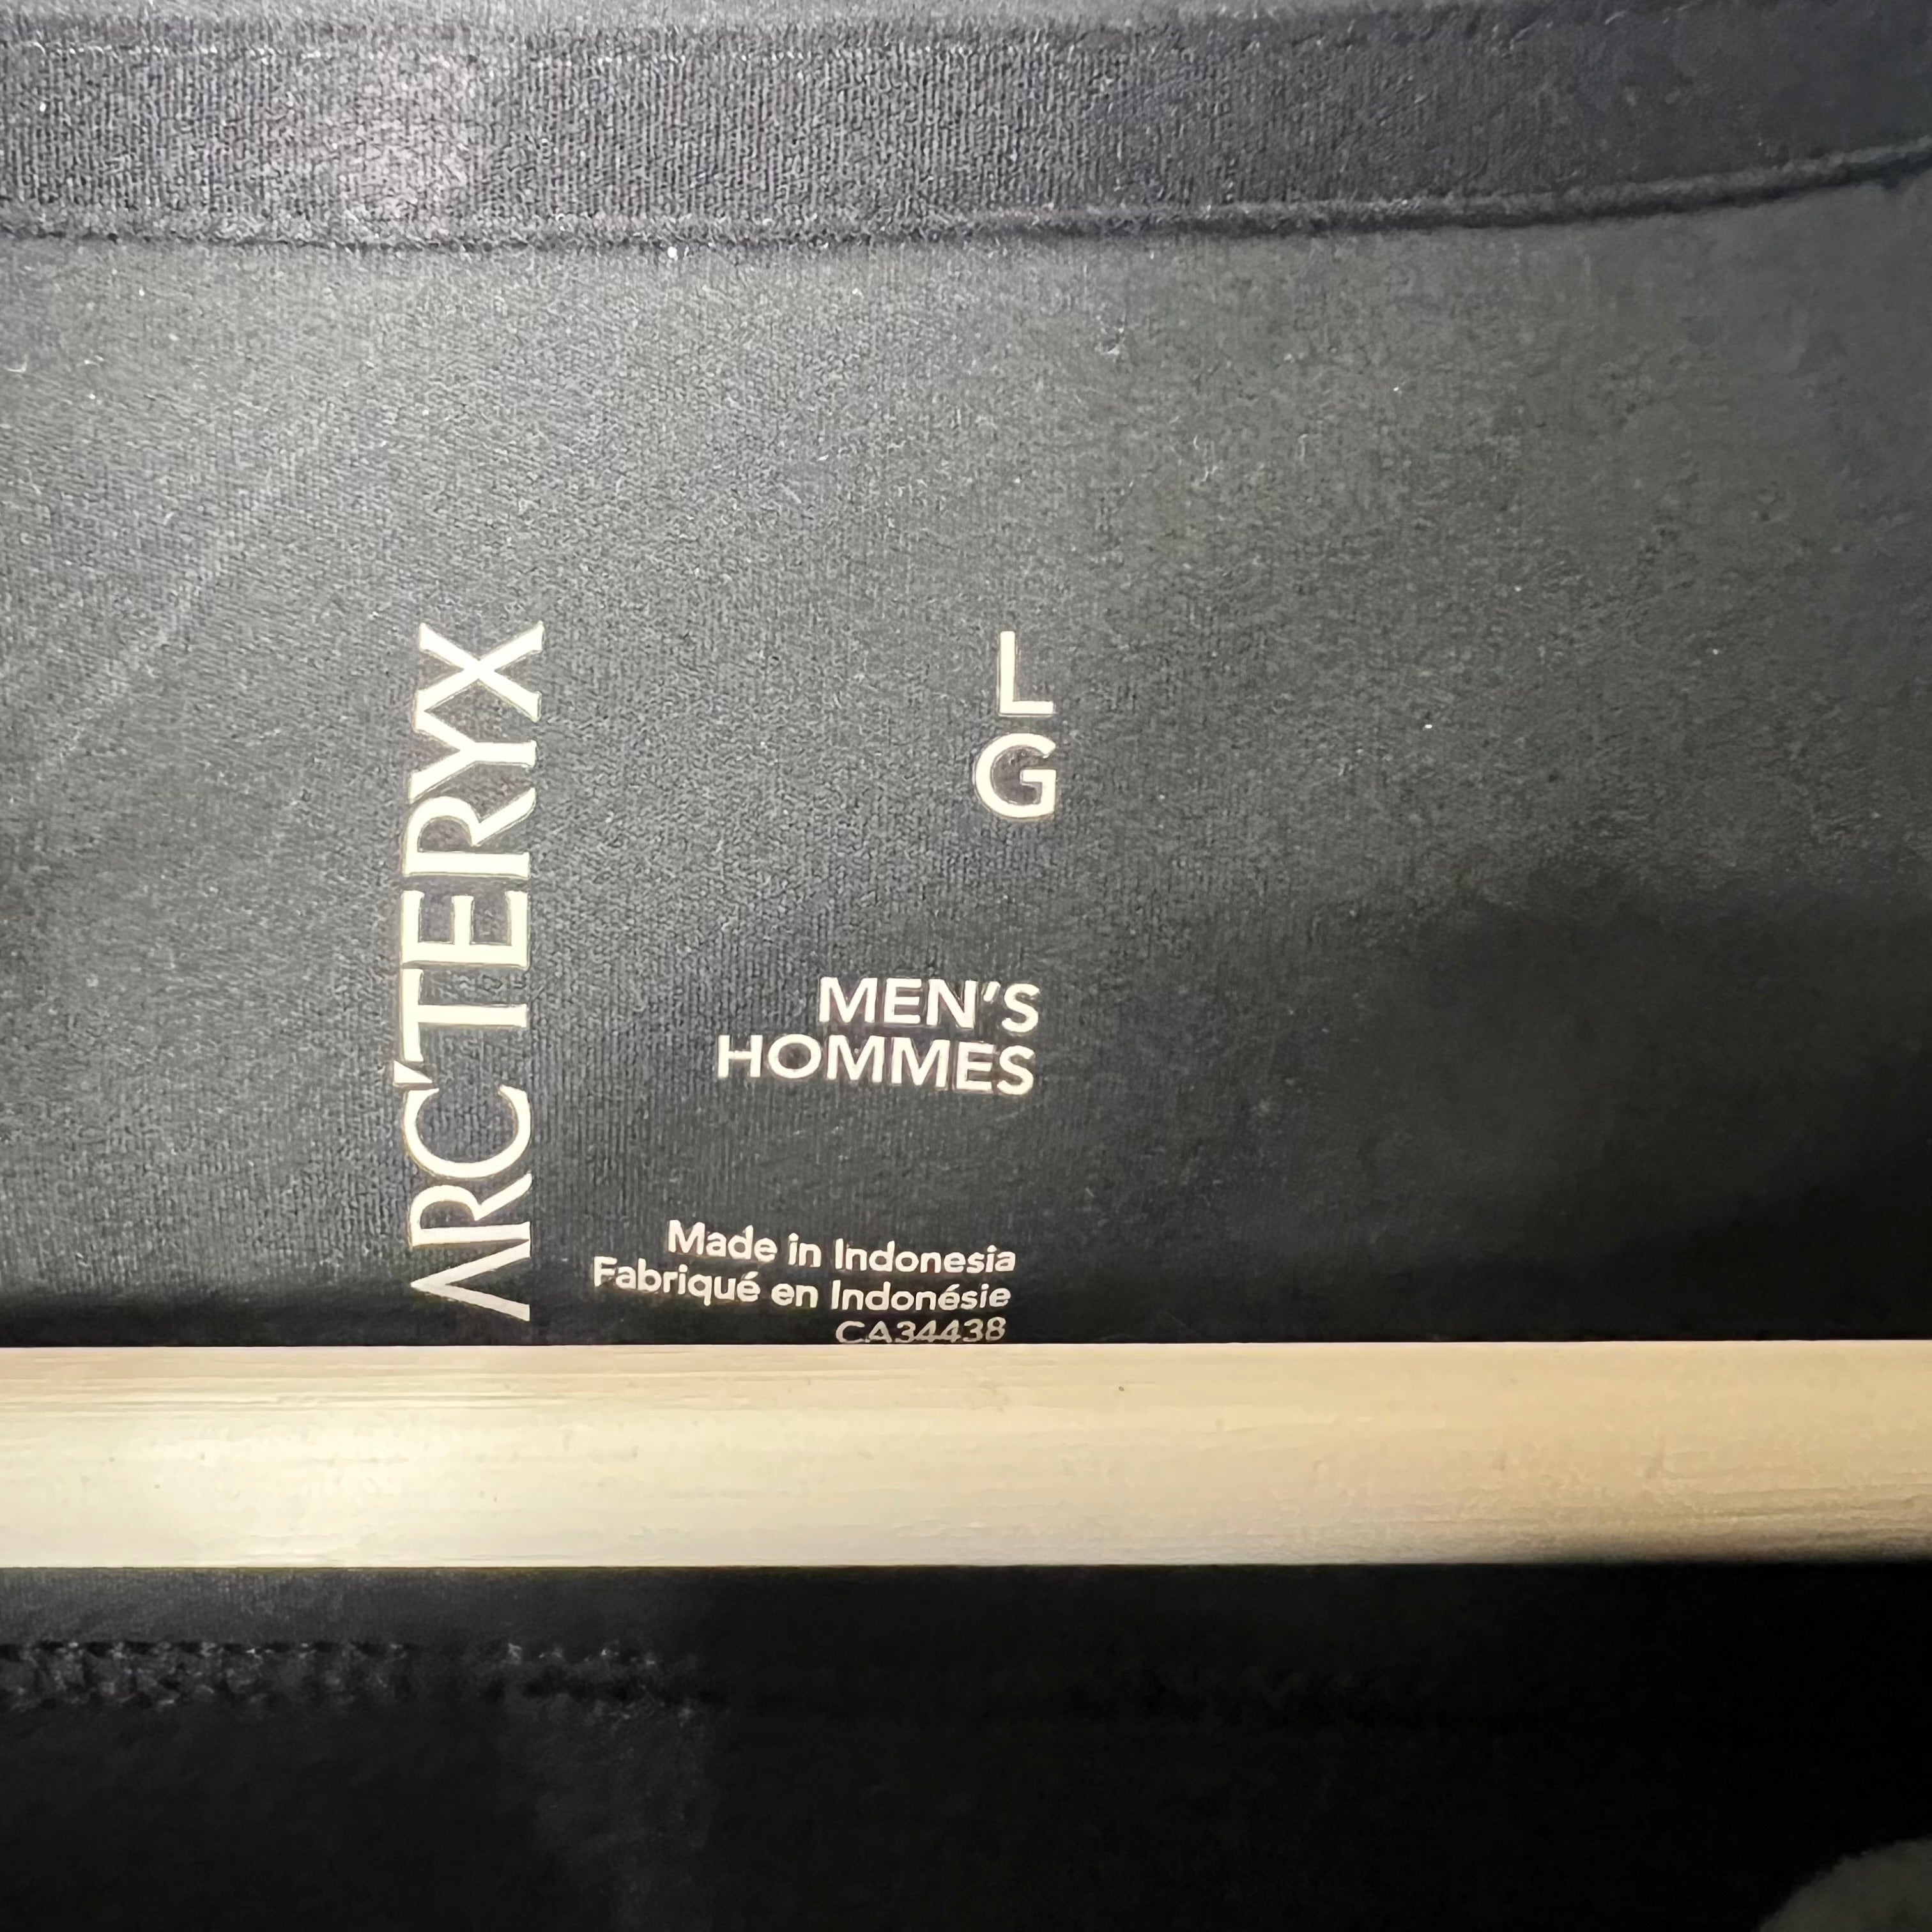 ARC'TERYX
L
G
MEN'S
HOMMES
Made in Indonesia
Fabriqué en Indonésie
CA34438